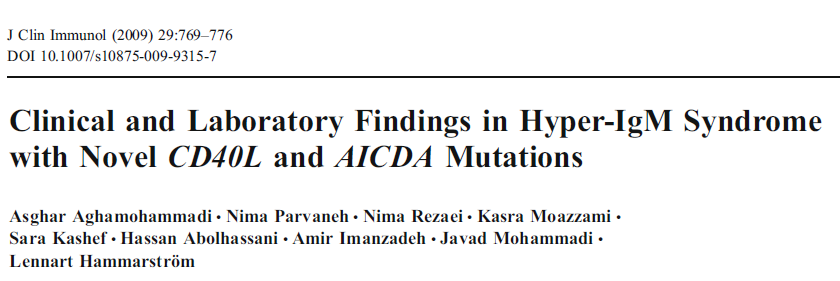 J Clin Immunol (2009) 29:769–776
DOI 10.1007/s10875-009-9315-7
Clinical and Laboratory Findings in Hyper-IgM Syndrome
with Novel CD40L and AICDA Mutations
Asghar Aghamohammadi · Nima Parvaneh · Nima Rezaei · Kasra Moazzami ·
Sara Kashef · Hassan Abolhassani · Amir Imanzadeh · Javad Mohammadi ·
Lennart Hammarström